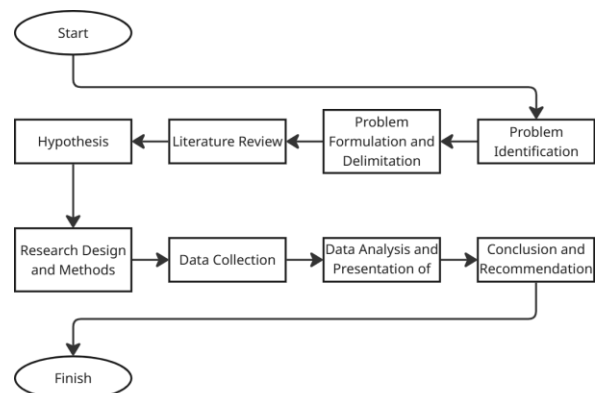 Start
Problem
Identification
Problem
Formulation and
Delimitation
Literature Review
Hypothesis
Research Design
and Methods
Data Collection
Data Analysis and
Presentation of
Conclusion and
Recommendation
Finish